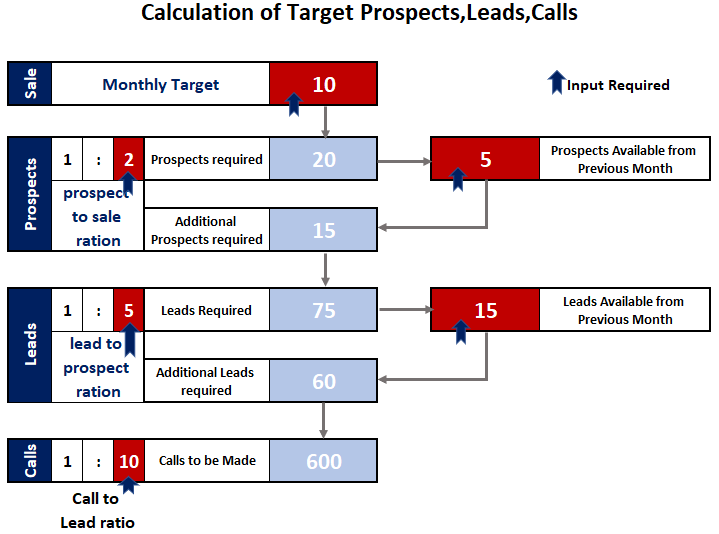 Calculation of Target Prospects,Leads,Calls
Sale
Monthly Target
10
Input Required
Prospects
1 : 2
Prospects required
20
5
Prospects Available from
Previous Month
prospect
to sale
ration
Additional
Prospects required
15
Leads
1 : 5
Leads Required
75
15
Leads Available from
Previous Month
lead to
prospect
ration
Additional Leads
required
60
Calls
1 : 10
Calls to be Made
600
Call to
Lead ratio